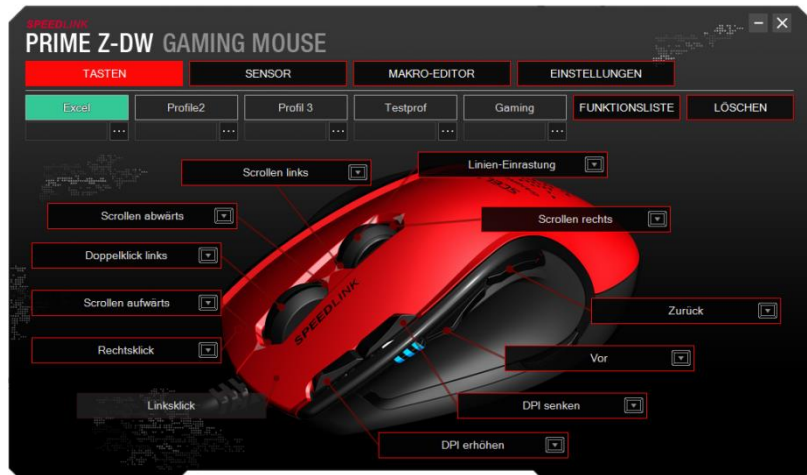 SPEEDLINK
PRIME Z-DW GAMING MOUSE
TASTEN SENSOR MAKRO-EDITOR EINSTELLUNGEN
Excel Profile2 Profil 3 Testprof Gaming FUNKTIONSLISTE LÖSCHEN
Scrollen links
Linien-Einrastung
Scrollen abwärts
Scrollen rechts
Doppelklick links
Scrollen aufwärts
Zurück
Rechtsklick
Vor
Linksklick
DPI senken
DPI erhöhen
SPEEDLINK